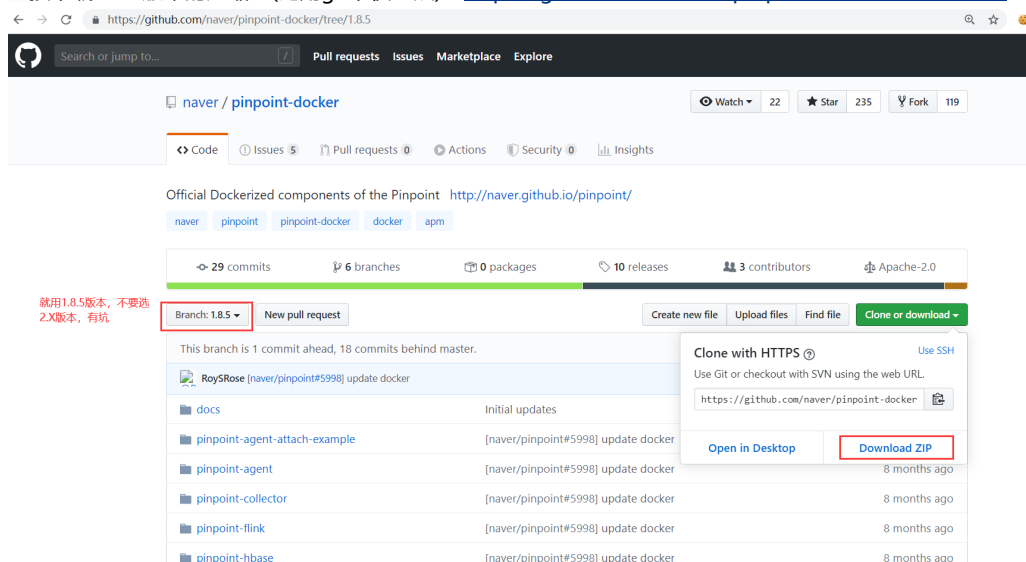 https://github.com/naver/pinpoint-docker/tree/1.8.5
Search or jump to...
/
Pull requests Issues Marketplace Explore
naver / pinpoint-docker
Watch 22 Star 235 Fork 119
Code Issues 5 Pull requests 0 Actions Security 0 Insights
Official Dockerized components of the Pinpoint http://naver.github.io/pinpoint/
naver pinpoint pinpoint-docker docker apm
29 commits 6 branches 0 packages 10 releases 3 contributors Apache-2.0
就用1.8.5版本，不要选
2.X版本，有坑
Branch: 1.8.5 New pull request Create new file Upload files Find file Clone or download
This branch is 1 commit ahead, 18 commits behind master.
Clone with HTTPS Use SSH
Use Git or checkout with SVN using the web URL.
https://github.com/naver/pinpoint-docker
Open in Desktop Download ZIP
RoySRose [naver/pinpoint#5998] update docker
docs Initial updates
pinpoint-agent-attach-example [naver/pinpoint#5998] update docker
pinpoint-agent [naver/pinpoint#5998] update docker 8 months ago
pinpoint-collector [naver/pinpoint#5998] update docker 8 months ago
pinpoint-flink [naver/pinpoint#5998] update docker 8 months ago
pinpoint-hbase [naver/pinpoint#5998] update docker 8 months ago